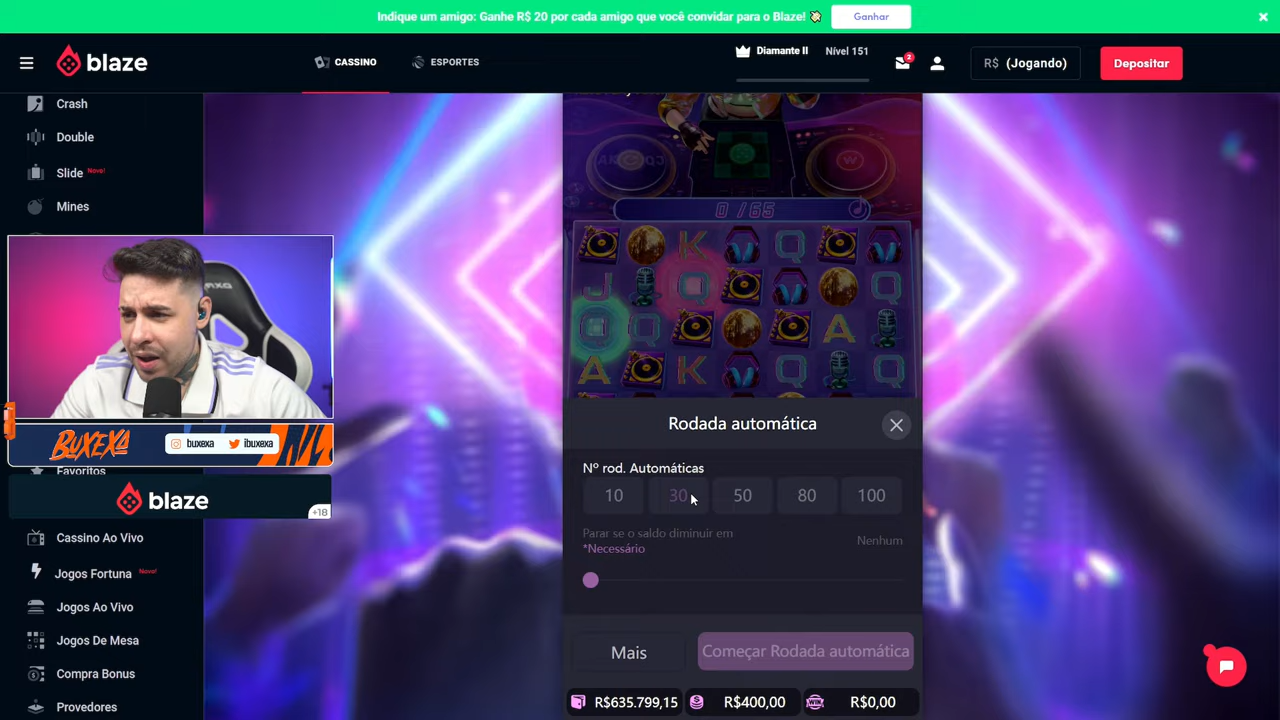 Indique um amigo: Ganhe R$ 20 por cada amigo que você convidar para o Blaze!
Ganhar
blaze
CASSINO
ESPORTES
Diamante II
Nível 151
2
R$ (Jogando)
Depositar
Crash
Double
Slide Novo!
Mines
BUXEXA
buxexa
ibuxexa
Favoritos
blaze
+18
Cassino Ao Vivo
Jogos Fortuna Novo!
Jogos Ao Vivo
Jogos De Mesa
Compra Bonus
Provedores
0 / 65
K Q Q
J Q Q
Q Q A
A K Q Q
Rodada automática
Nº rod. Automáticas
10 30 50 80 100
Parar se o saldo diminuir em
*Necessário
Nenhum
Mais
Começar Rodada automática
R$635.799,15
R$400,00
R$0,00